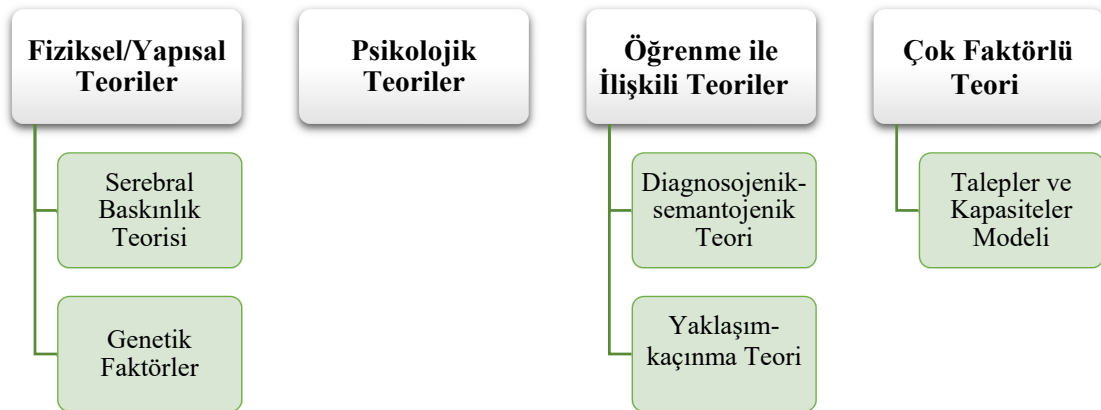 Fiziksel/Yapısal
Teoriler
Serebral
Baskınlık
Teorisi
Genetik
Faktörler
Psikolojik
Teoriler
Öğrenme ile
İlişkili Teoriler
Diagnosojenik-
semantojenik
Teori
Yaklaşım-
kaçınma Teori
Çok Faktörlü
Teori
Talepler ve
Kapasiteler
Modeli